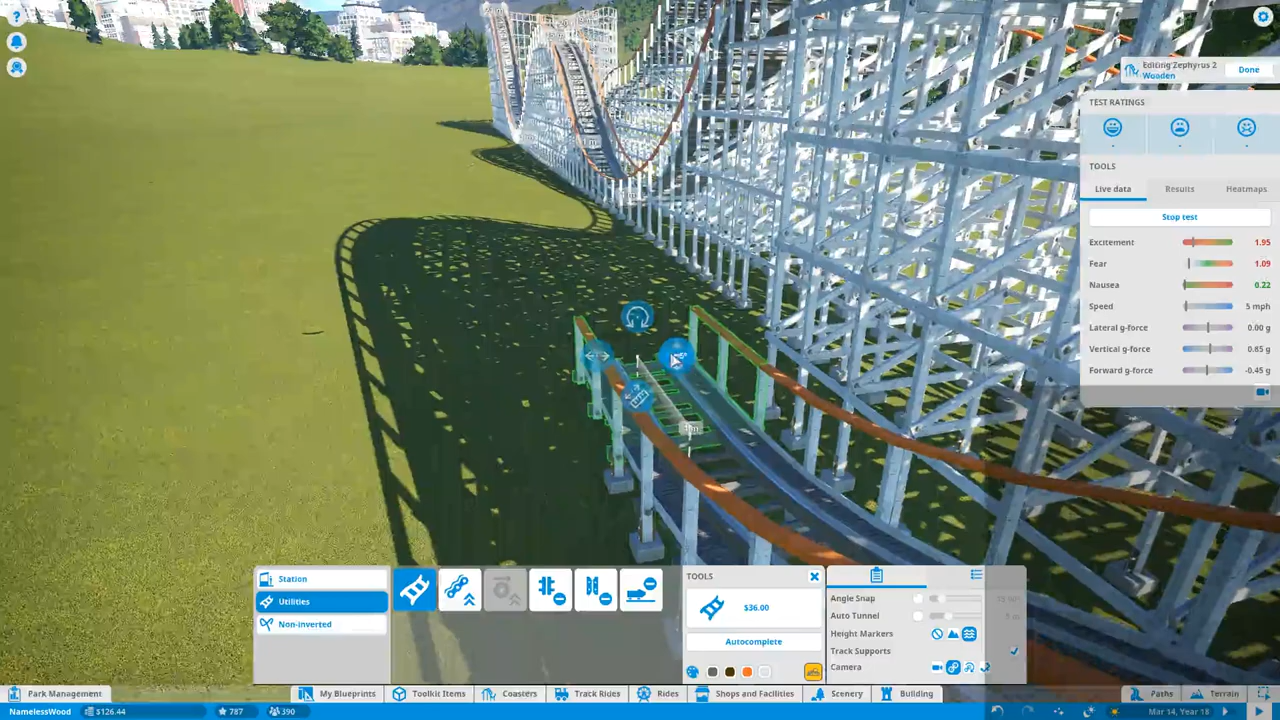 Editing Zephyrus 2
Wooden
Done
TEST RATINGS
- - -
TOOLS
Live data Results Heatmaps
Stop test
Excitement 1.95
Fear 1.09
Nausea 0.22
Speed 5 mph
Lateral g-force 0.00 g
Vertical g-force 0.85 g
Forward g-force -0.45 g
Station
Utilities
Non-inverted
TOOLS
$36.00
Autocomplete
Angle Snap
Auto Tunnel
Height Markers
Track Supports
Camera
Park Management My Blueprints Toolkit Items Coasters Track Rides Rides Shops and Facilities Scenery Building Paths Terrain
NamelessWood $126.44 787 390 Mar 14, Year 18